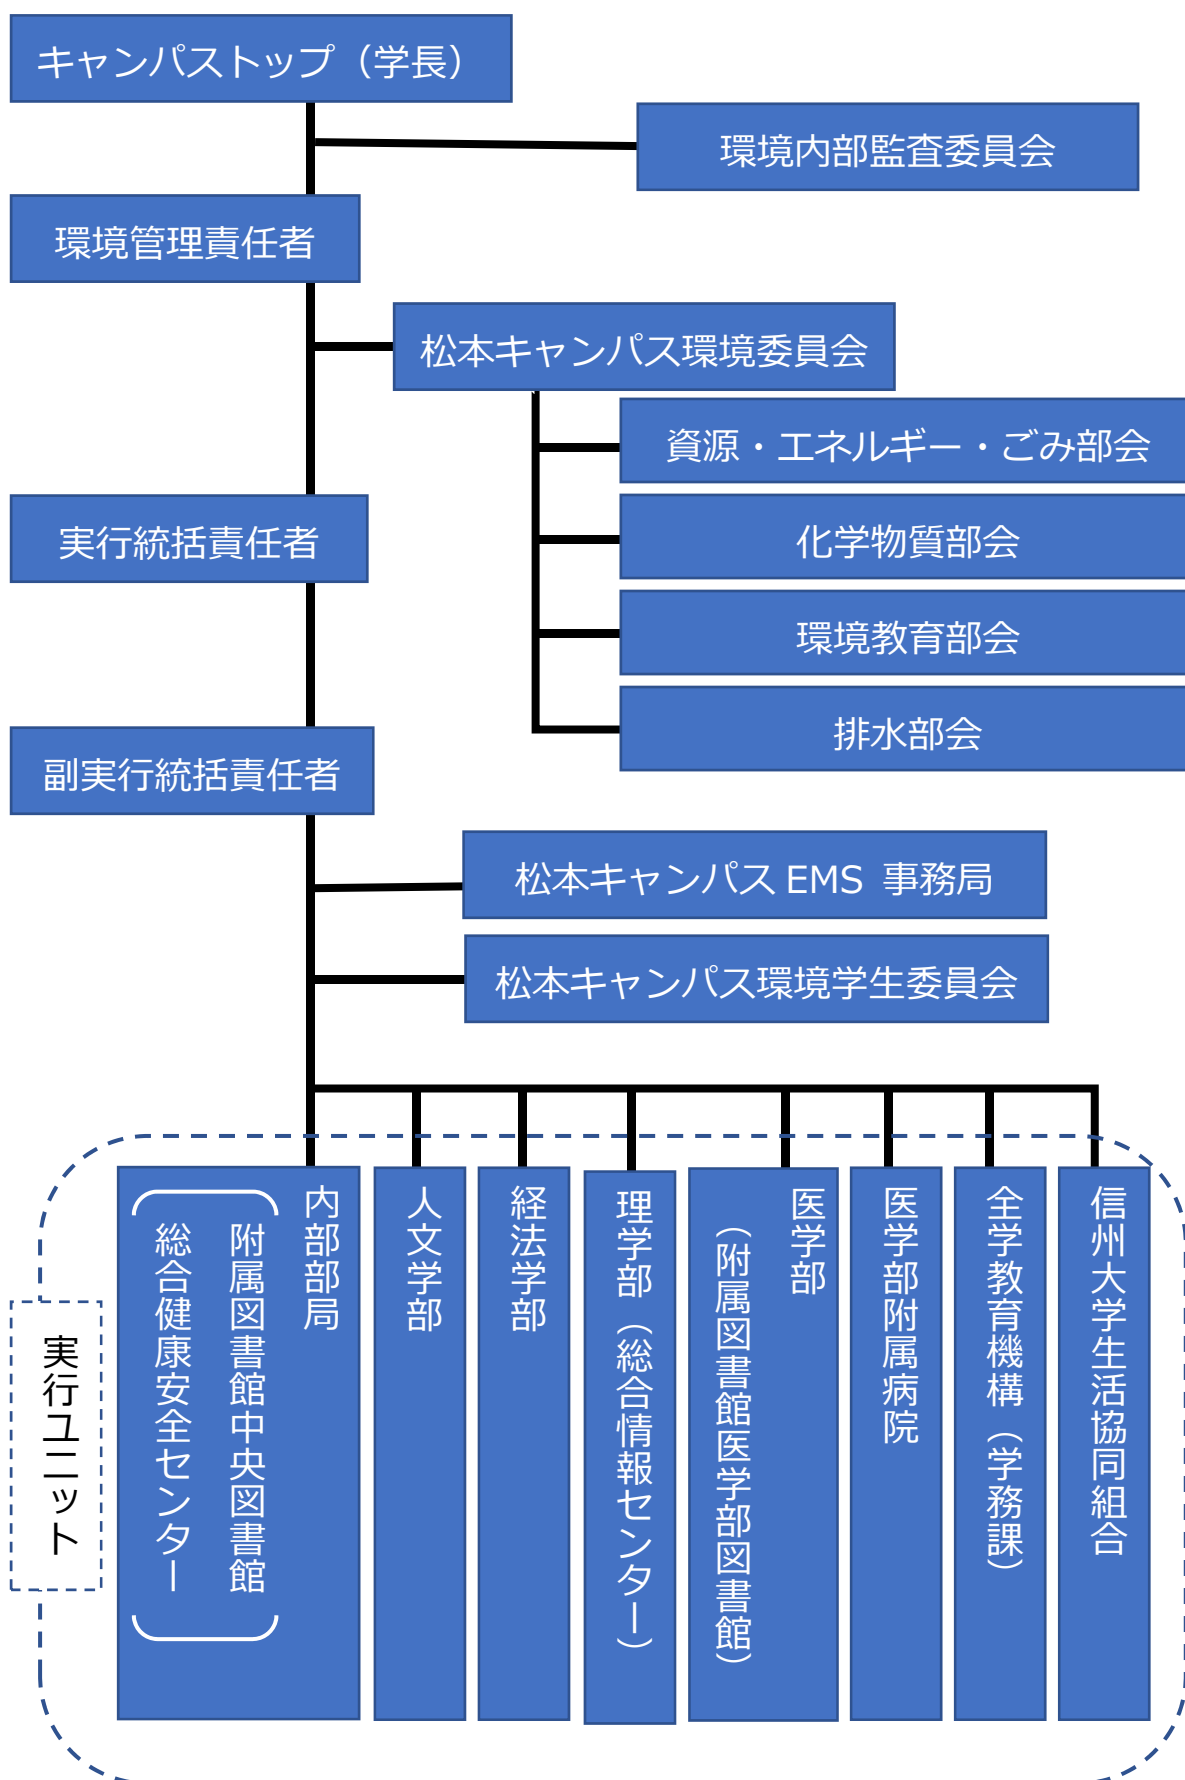 キャンパストップ（学長）
環境内部監査委員会
環境管理責任者
松本キャンパス環境委員会
資源・エネルギー・ごみ部会
実行統括責任者
化学物質部会
環境教育部会
排水部会
副実行統括責任者
松本キャンパス EMS 事務局
松本キャンパス環境学生委員会
実行ユニット
内部部局
附属図書館中央図書館
総合健康安全センター
人文学部
経法学部
理学部（総合情報センター）
医学部
（附属図書館医学部図書館）
医学部附属病院
全学教育機構（学務課）
信州大学生活協同組合